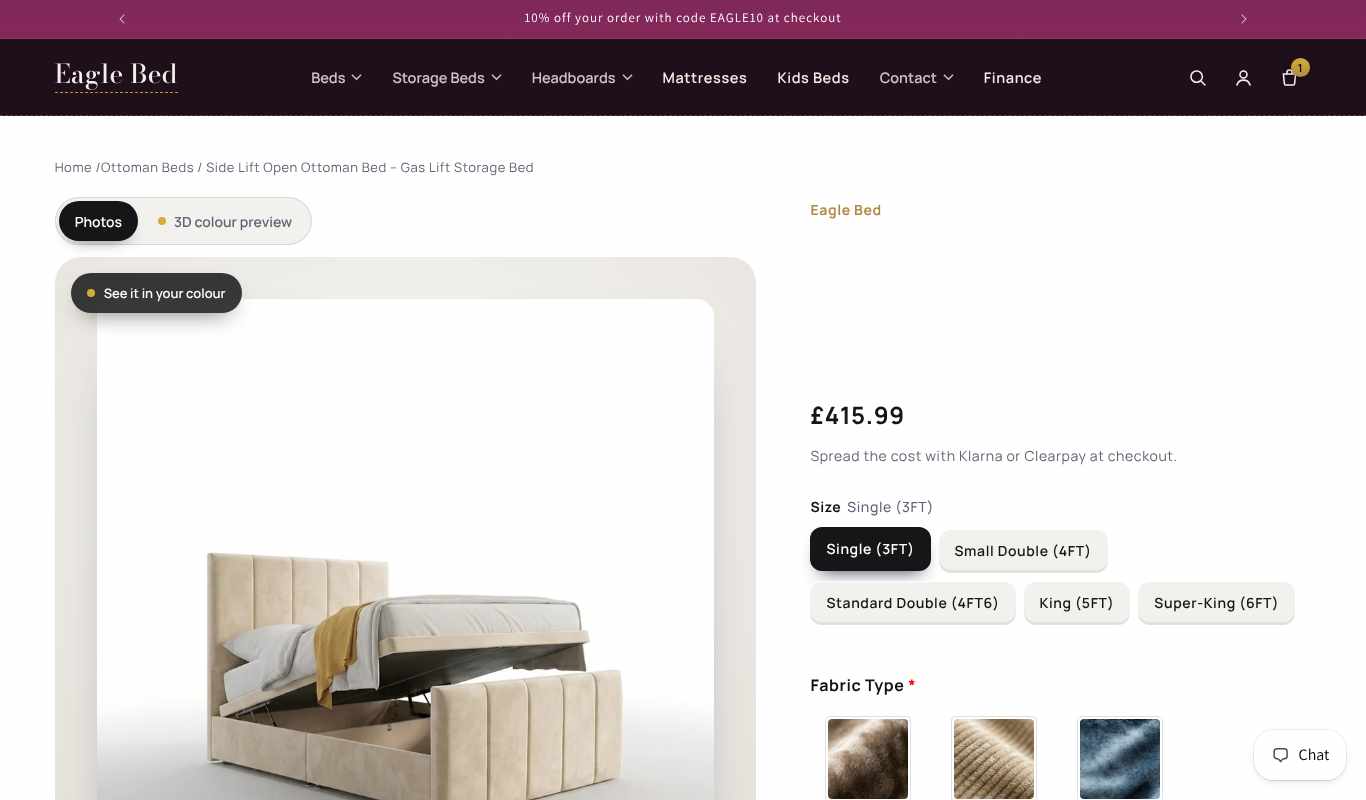 10% off your order with code EAGLE10 at checkout
Eagle Bed
Beds
Storage Beds
Headboards
Mattresses
Kids Beds
Contact
Finance
1
Home /Ottoman Beds / Side Lift Open Ottoman Bed – Gas Lift Storage Bed
Photos
3D colour preview
Eagle Bed
See it in your colour
£415.99
Spread the cost with Klarna or Clearpay at checkout.
Size Single (3FT)
Single (3FT)
Small Double (4FT)
Standard Double (4FT6)
King (5FT)
Super-King (6FT)
Fabric Type *
Chat